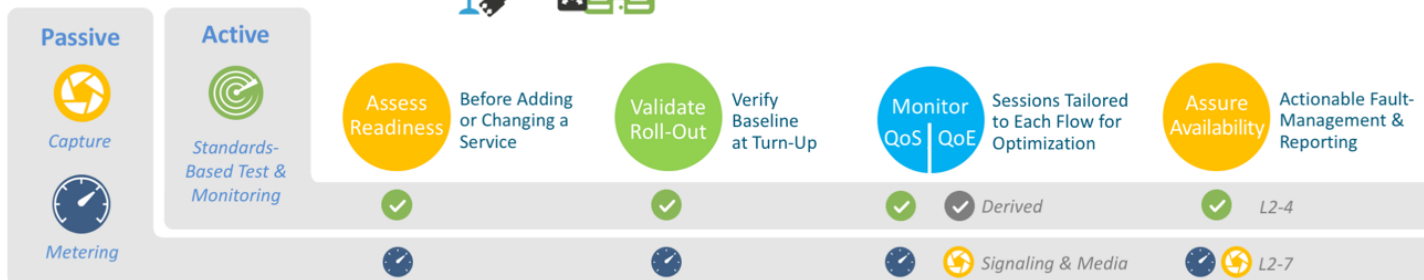 Passive
Capture
Metering
Active
Standards-
Based Test &
Monitoring
Assess
Readiness
Before Adding
or Changing a
Service
Validate
Roll-Out
Verify
Baseline
at Turn-Up
Monitor
QoS QoE
Sessions Tailored
to Each Flow for
Optimization
Assure
Availability
Actionable Fault-
Management &
Reporting
Derived
L2-4
Signaling & Media
L2-7